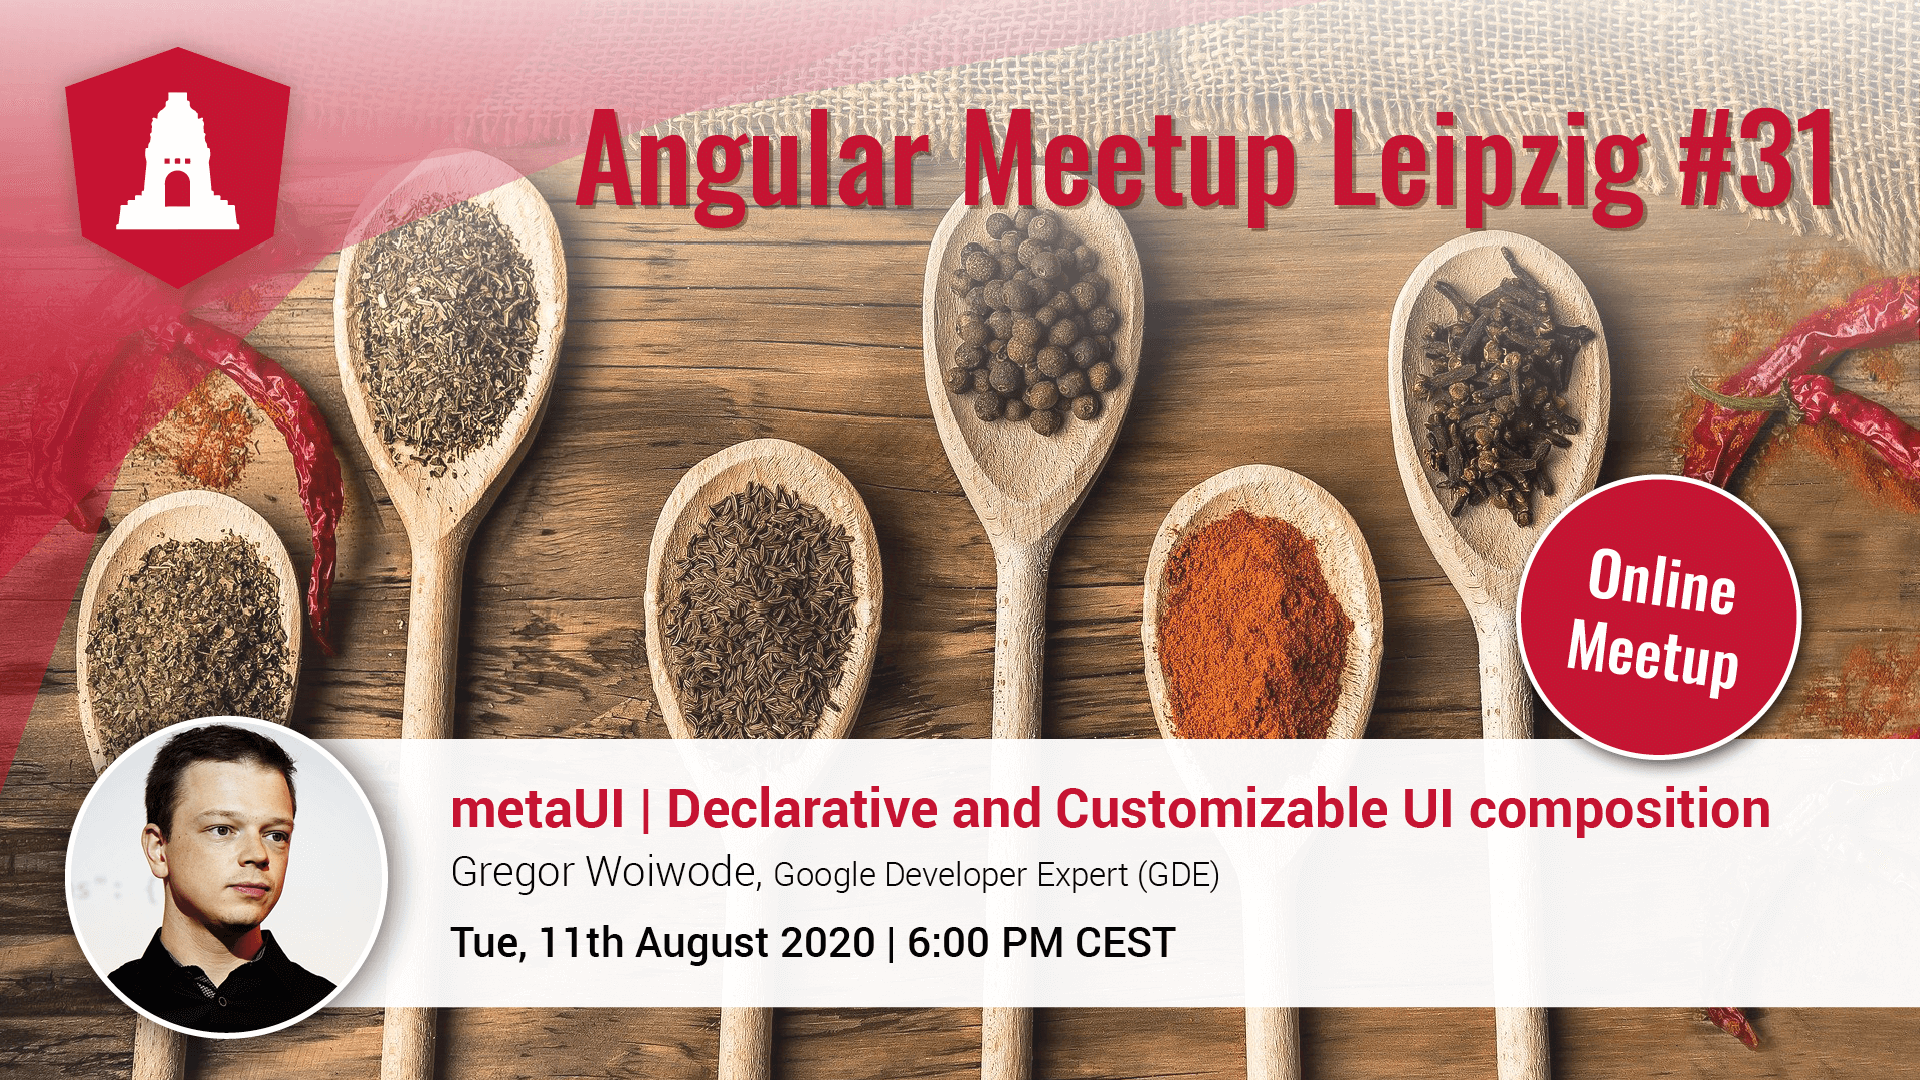 Angular Meetup Leipzig #31
Online
Meetup
metaUI | Declarative and Customizable UI composition
Gregor Woiwode, Google Developer Expert (GDE)
Tue, 11th August 2020 | 6:00 PM CEST